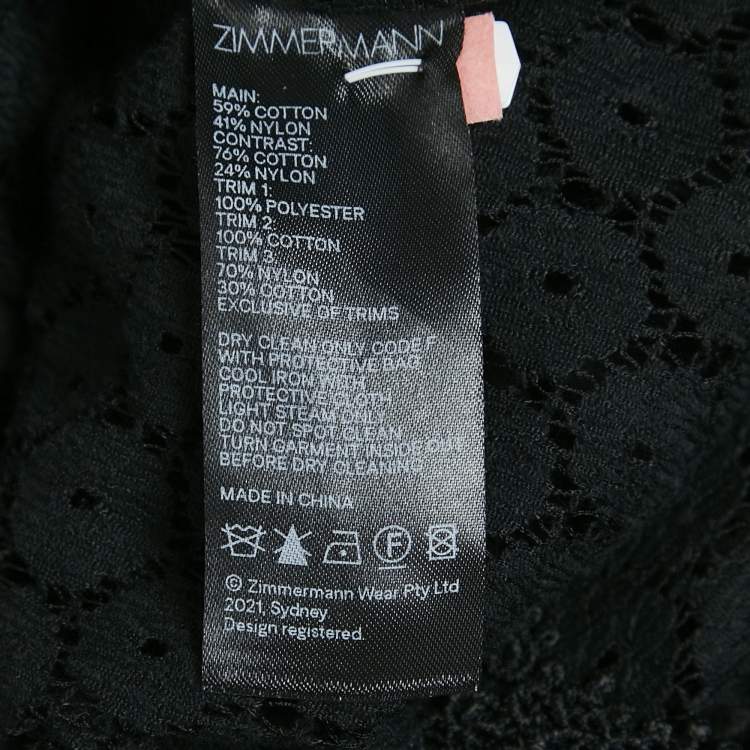 ZIMMERMANN
MAIN:
59% COTTON
41% NYLON
CONTRAST:
76% COTTON
24% NYLON
TRIM 1:
100% POLYESTER
TRIM 2:
100% COTTON
TRIM 3
70% NYLON
30% COTTON
EXCLUSIVE OF TRIMS
DRY CLEAN ONLY, CODE F
WITH PROTECTIVE BAG
COOL IRON WITH
PROTECTIVE CLOTH
LIGHT STEAM ONLY
DO NOT SPOT CLEAN
TURN GARMENT INSIDE OUT
BEFORE DRY CLEANING
MADE IN CHINA
F
© Zimmermann Wear Pty Ltd
2021, Sydney
Design registered.